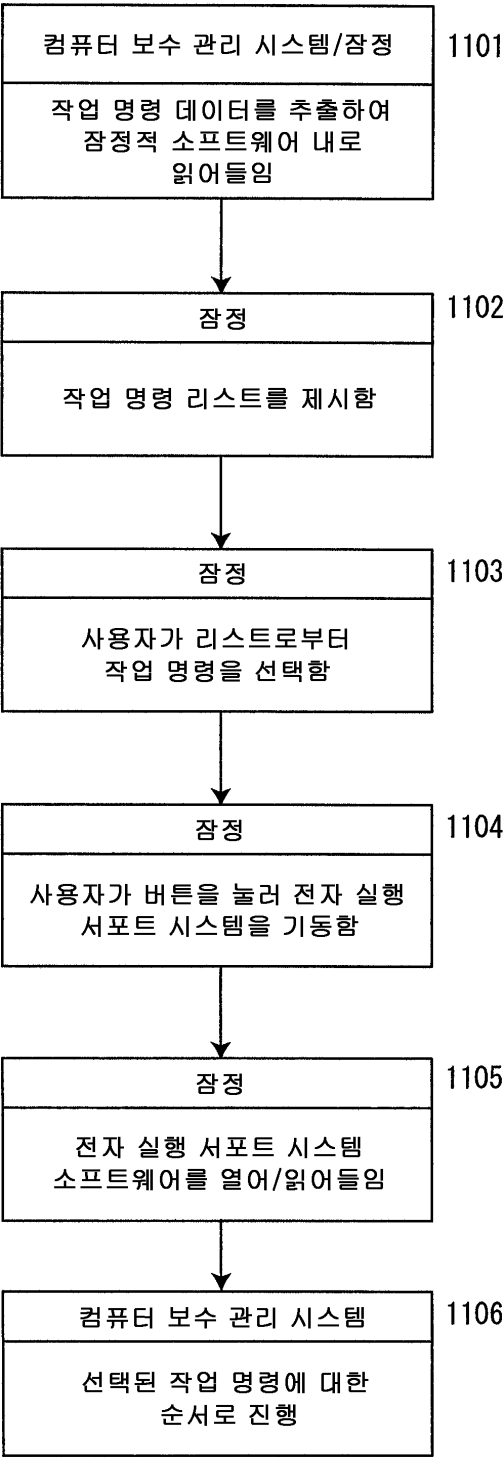 컴퓨터 보수 관리 시스템/잠정
1101
작업 명령 데이터를 추출하여
잠정적 소프트웨어 내로
읽어들임
잠정
1102
작업 명령 리스트를 제시함
잠정
1103
사용자가 리스트로부터
작업 명령을 선택함
잠정
1104
사용자가 버튼을 눌러 전자 실행
서포트 시스템을 기동함
잠정
1105
전자 실행 서포트 시스템
소프트웨어를 열어/읽어들임
컴퓨터 보수 관리 시스템
1106
선택된 작업 명령에 대한
순서로 진행